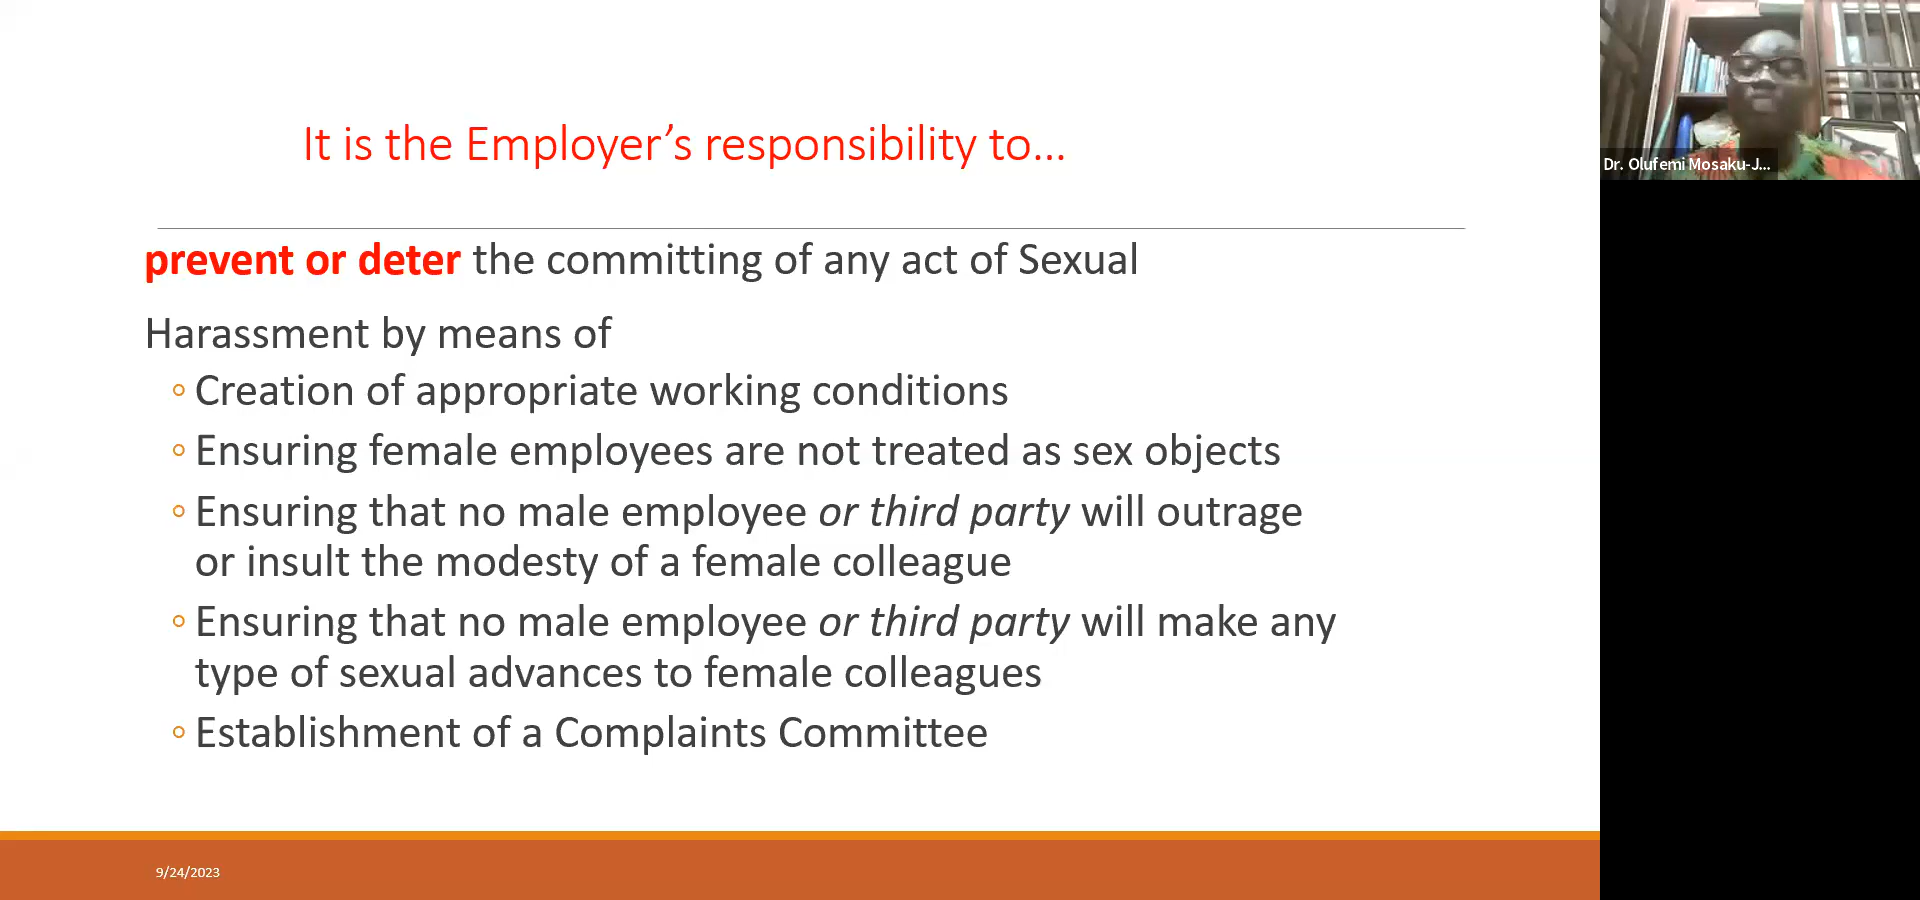 It is the Employer’s responsibility to…
prevent or deter the committing of any act of Sexual
Harassment by means of
◦ Creation of appropriate working conditions
◦ Ensuring female employees are not treated as sex objects
◦ Ensuring that no male employee or third party will outrage
or insult the modesty of a female colleague
◦ Ensuring that no male employee or third party will make any
type of sexual advances to female colleagues
◦ Establishment of a Complaints Committee
9/24/2023
Dr. Olufemi Mosaku-J...